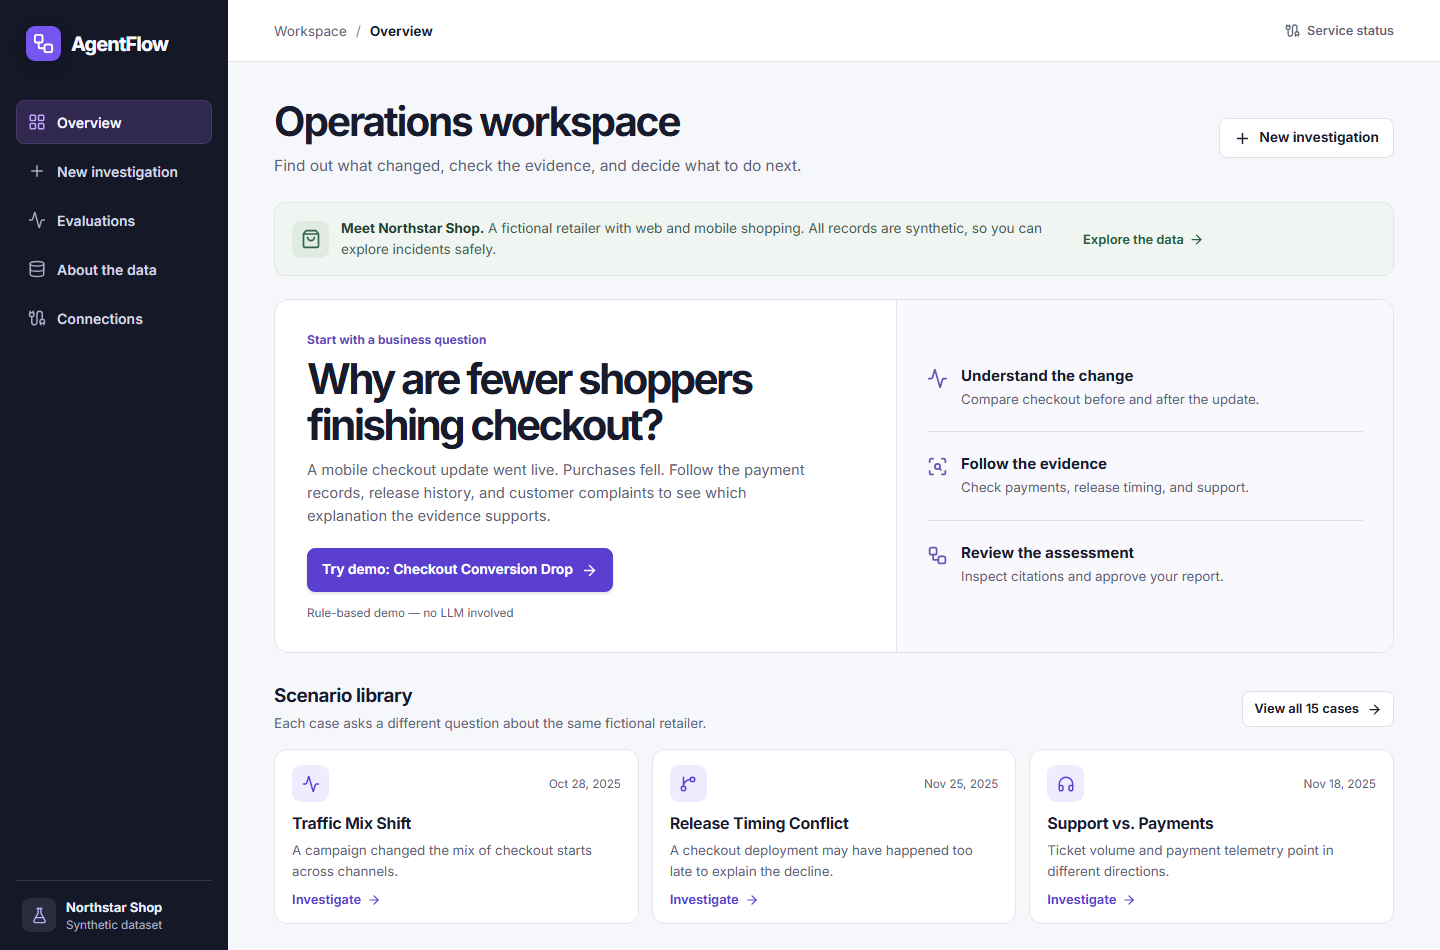 AgentFlow
Overview
New investigation
Evaluations
About the data
Connections
Northstar Shop
Synthetic dataset
Workspace / Overview
Service status
Operations workspace
Find out what changed, check the evidence, and decide what to do next.
New investigation
Meet Northstar Shop. A fictional retailer with web and mobile shopping. All records are synthetic, so you can
explore incidents safely.
Explore the data
Start with a business question
Why are fewer shoppers
finishing checkout?
A mobile checkout update went live. Purchases fell. Follow the payment
records, release history, and customer complaints to see which
explanation the evidence supports.
Try demo: Checkout Conversion Drop
Rule-based demo — no LLM involved
Understand the change
Compare checkout before and after the update.
Follow the evidence
Check payments, release timing, and support.
Review the assessment
Inspect citations and approve your report.
Scenario library
Each case asks a different question about the same fictional retailer.
View all 15 cases
Oct 28, 2025
Traffic Mix Shift
A campaign changed the mix of checkout starts
across channels.
Investigate
Nov 25, 2025
Release Timing Conflict
A checkout deployment may have happened too
late to explain the decline.
Investigate
Nov 18, 2025
Support vs. Payments
Ticket volume and payment telemetry point in
different directions.
Investigate